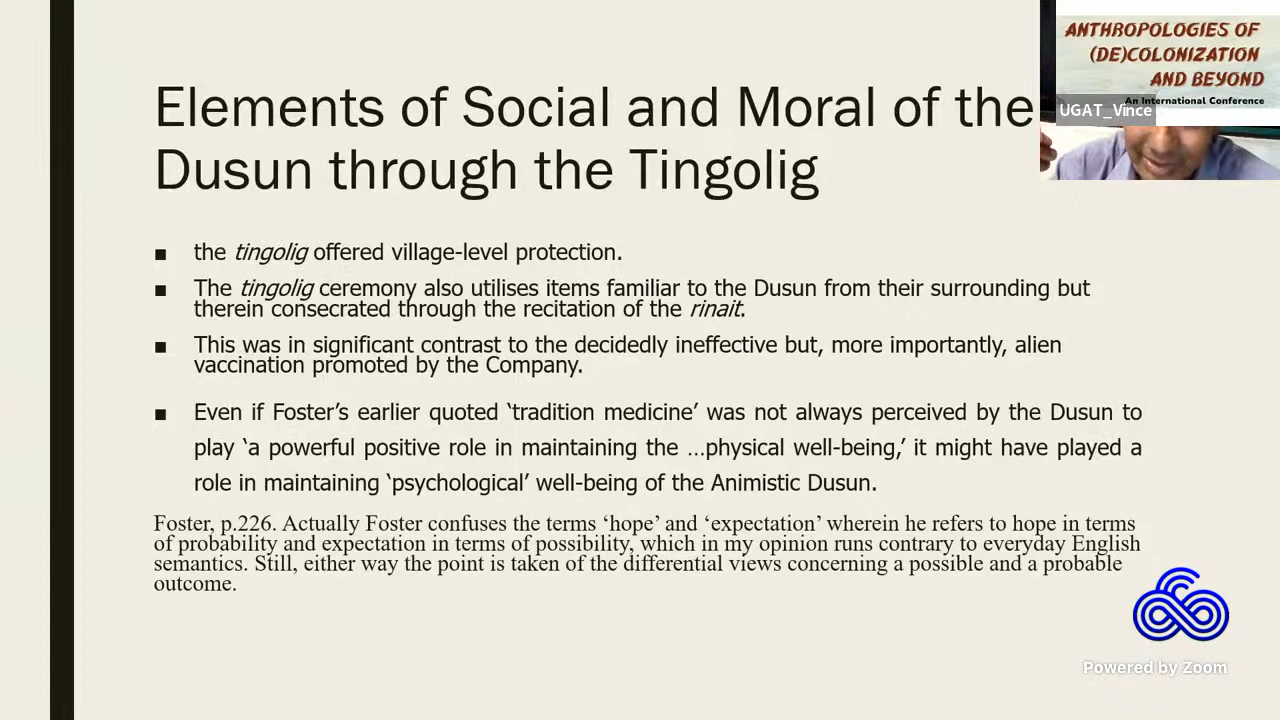 Elements of Social and Moral of the
Dusun through the Tingolig
ANTHROPOLOGIES OF
(DE)COLONIZATION
AND BEYOND
An International Conference
UGAT_Vince
■ the tingolig offered village-level protection.
■ The tingolig ceremony also utilises items familiar to the Dusun from their surrounding but
therein consecrated through the recitation of the rinait.
■ This was in significant contrast to the decidedly ineffective but, more importantly, alien
vaccination promoted by the Company.
■ Even if Foster’s earlier quoted ‘tradition medicine’ was not always perceived by the Dusun to
play ‘a powerful positive role in maintaining the ...physical well-being,’ it might have played a
role in maintaining ‘psychological’ well-being of the Animistic Dusun.
Foster, p.226. Actually Foster confuses the terms ‘hope’ and ‘expectation’ wherein he refers to hope in terms
of probability and expectation in terms of possibility, which in my opinion runs contrary to everyday English
semantics. Still, either way the point is taken of the differential views concerning a possible and a probable
outcome.
Powered by Zoom